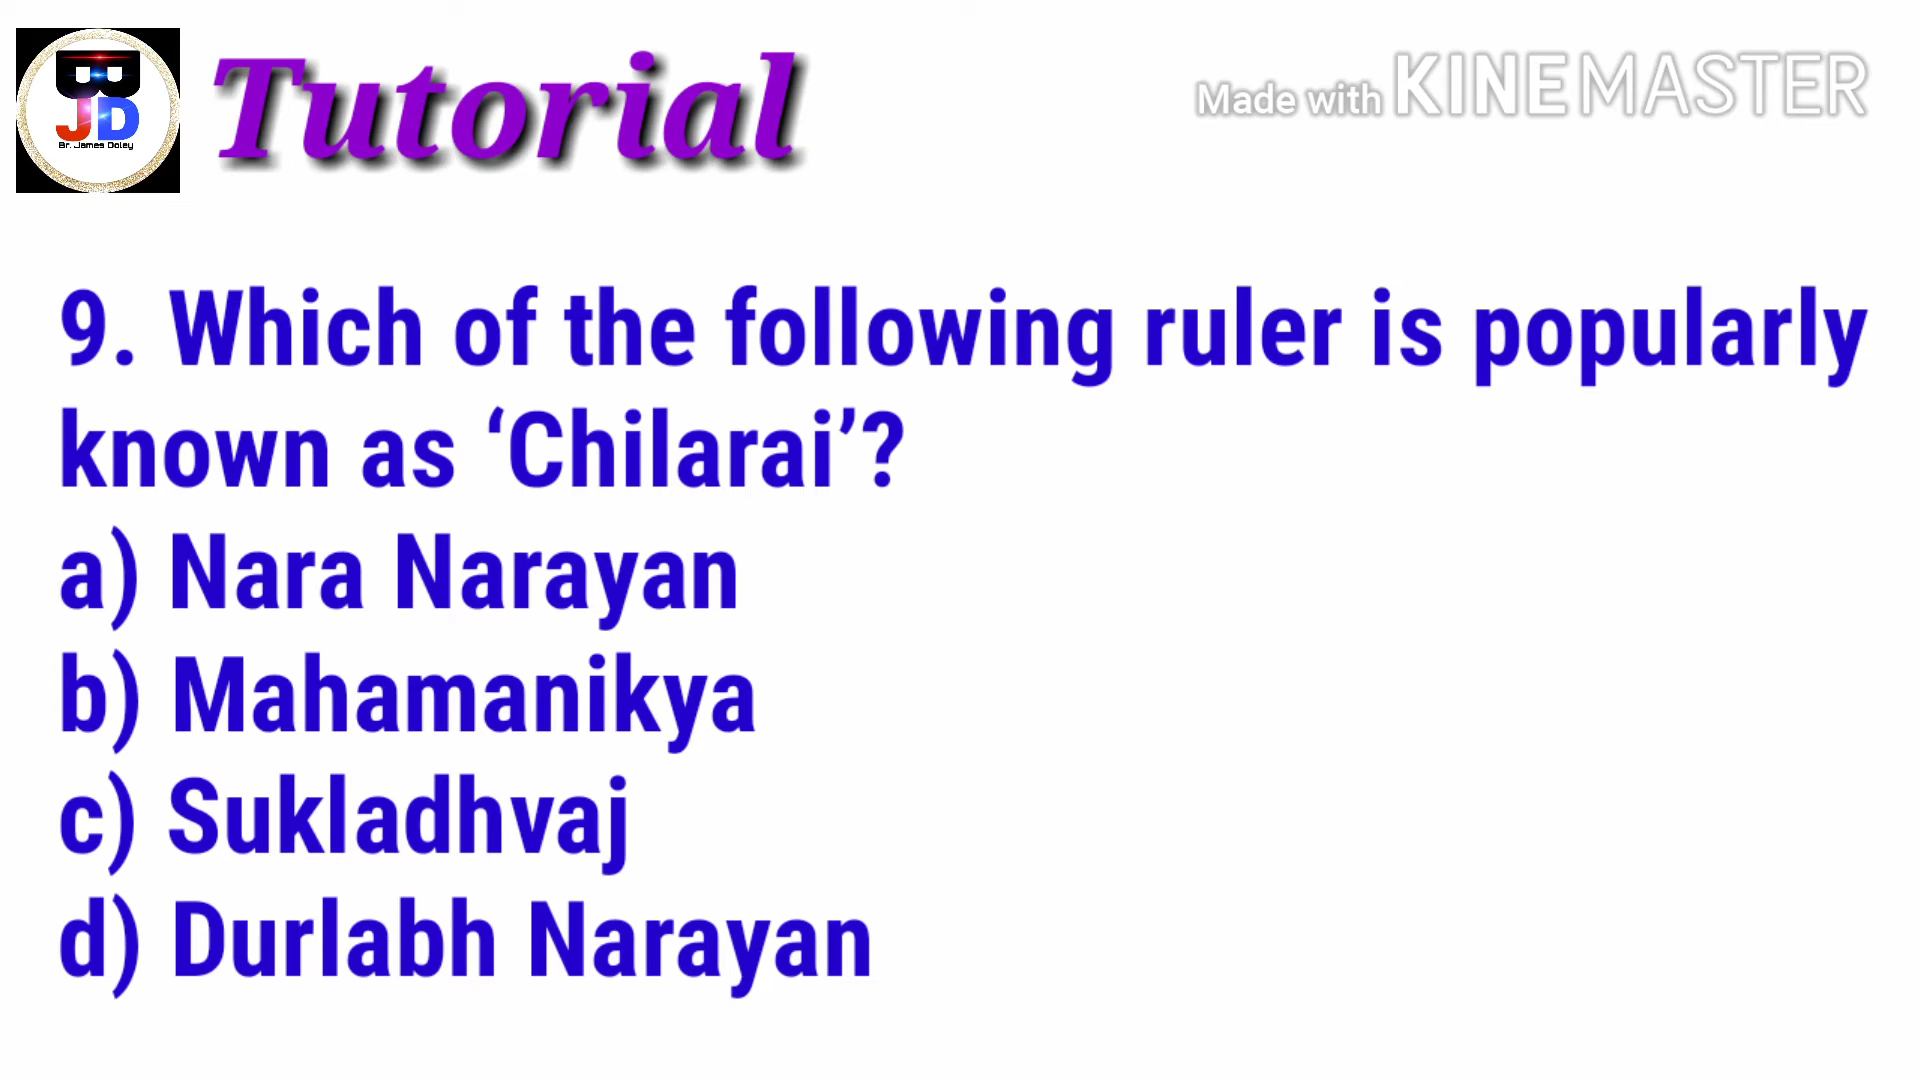 B
JD
Br. James Doley
Tutorial
Made with KINEMASTER
9. Which of the following ruler is popularly
known as ‘Chilarai’?
a) Nara Narayan
b) Mahamanikya
c) Sukladhvaj
d) Durlabh Narayan